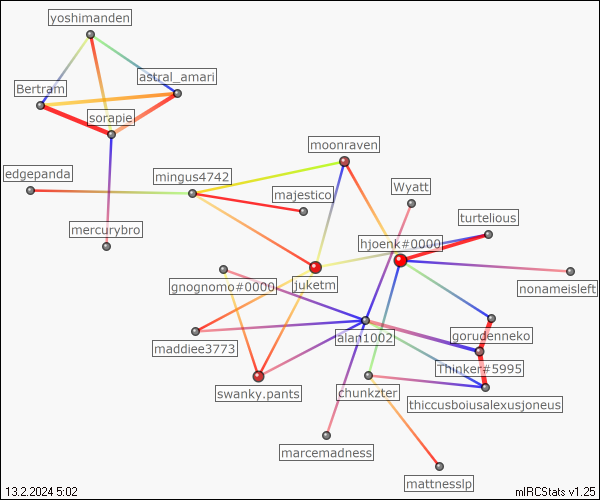 yoshimanden
astral_amari
Bertram
sorapie
moonraven
edgepanda
mingus4742
Wyatt
majestico
turtelious
mercurybro
hjoenk#0000
gnognomo#0000
juketm
nonameisleft
maddiee3773
alan1002
gorudenneko
Thinker#5995
swanky.pants
chunkzter
thiccusboiusalexusjoneus
marcemadness
mattnesslp
13.2.2024 5:02
mIRCStats v1.25